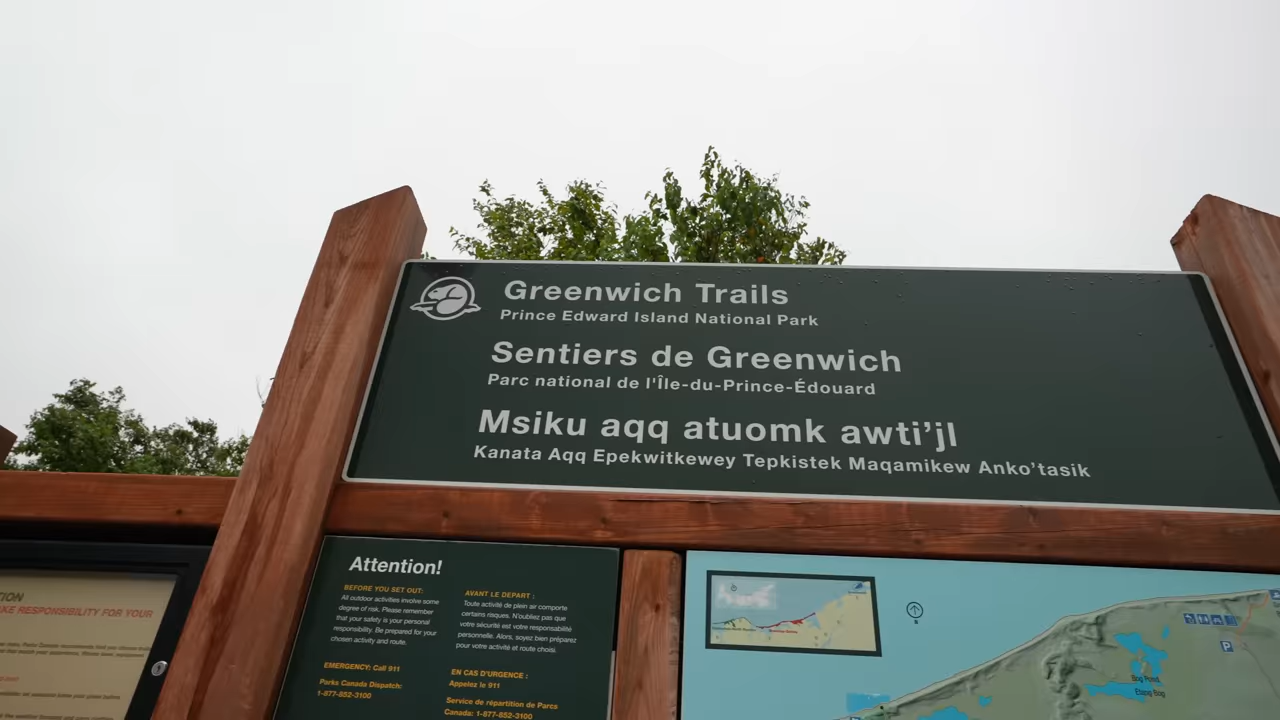 Greenwich Trails
Prince Edward Island National Park
Sentiers de Greenwich
Parc national de l'Île-du-Prince-Édouard
Msiku aqq atuomk awti’jl
Kanata Aqq Epekwitkewey Tepkistek Maqamikew Anko’tasik
RESPONSIBILITY FOR YOUR
Attention!
BEFORE YOU SET OUT:
All outdoor activities involve some
degree of risk. Please remember
that your safety is your personal
responsibility. Be prepared for your
chosen activity and route.
EMERGENCY: Call 911
Parks Canada Dispatch:
1-877-852-3100
AVANT LE DÉPART :
Toute activité de plein air comporte
certains risques. N'oubliez pas que
votre sécurité est votre responsabilité
personnelle. Alors, soyez bien préparez
pour votre activité et route choisi.
EN CAS D'URGENCE :
Appelez le 911
Service de répartition de Parcs
Canada: 1-877-852-3100
P
Bog Pond
Etang Bog